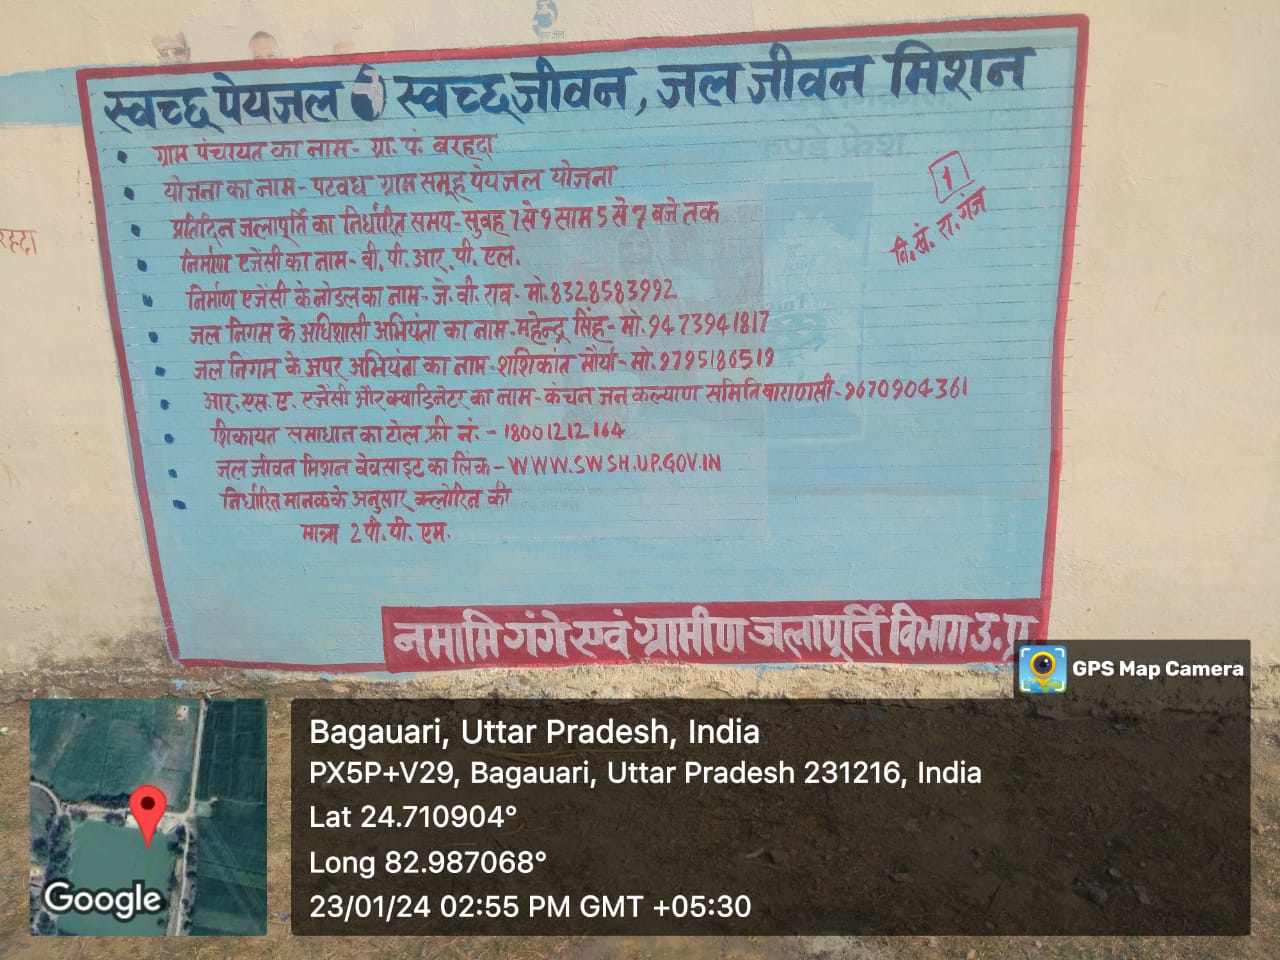 स्वच्छ पेयजल स्वच्छ जीवन, जल जीवन मिशन
ग्राम पंचायत का नाम- ग्रा. पं. बरहदा
योजना का नाम- पटवध ग्राम समूह पेयजल योजना
प्रतिदिन जलापूर्ति का निर्धारित समय- सुबह 7 से 9 साम 5 से 7 बजे तक
निर्माण एजेंसी का नाम- वी. पी. आर. पी. एल.
निर्माण एजेंसी के नोडल का नाम- जे. वी. राव- मो. 8328583992
जल निगम के अधिशासी अभियंता का नाम- महेन्द्र सिंह- मो. 9473941817
जल निगम के अपर अभियंता का नाम- शशिकांत मौर्या- मो. 9795186519
आर. एस. ए. एजेंसी और क्वाडिनेटर का नाम- कंचन जन कल्याण समिति वाराणसी- 9670904361
शिकायत समाधान का टोल फ्री नं. - 18001212164
जल जीवन मिशन वेवसाइट का लिंक - WWW.SWSH.UP.GOV.IN
निर्धारित मानक के अनुसार क्लोरिन की
मात्रा 2 पी. पी. एम.
1
वि. खं. रा. गंज
नमामि गंगे एवं ग्रामीण जलापूर्ति विभाग उ. प्र
GPS Map Camera
Google
Bagauari, Uttar Pradesh, India
PX5P+V29, Bagauari, Uttar Pradesh 231216, India
Lat 24.710904°
Long 82.987068°
23/01/24 02:55 PM GMT +05:30